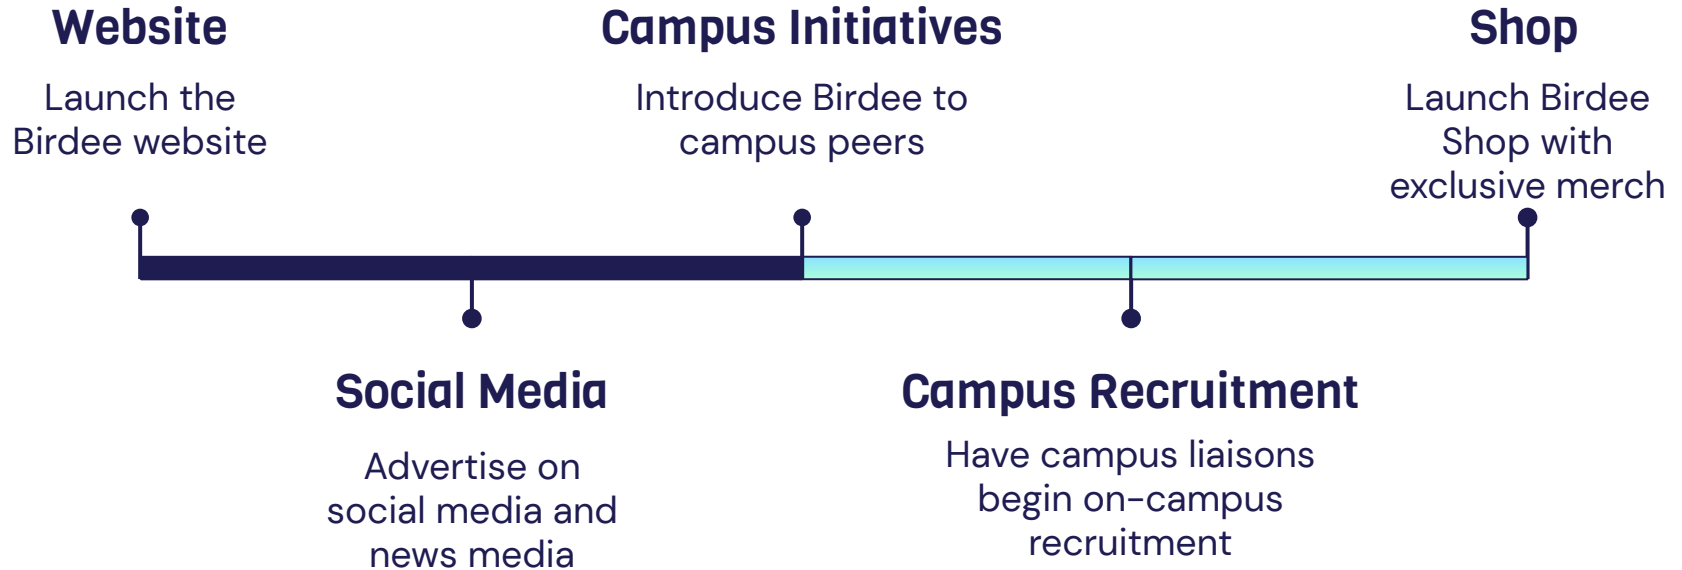 Website
Launch the
Birdee website
Campus Initiatives
Introduce Birdee to
campus peers
Shop
Launch Birdee
Shop with
exclusive merch
Social Media
Advertise on
social media and
news media
Campus Recruitment
Have campus liaisons
begin on-campus
recruitment